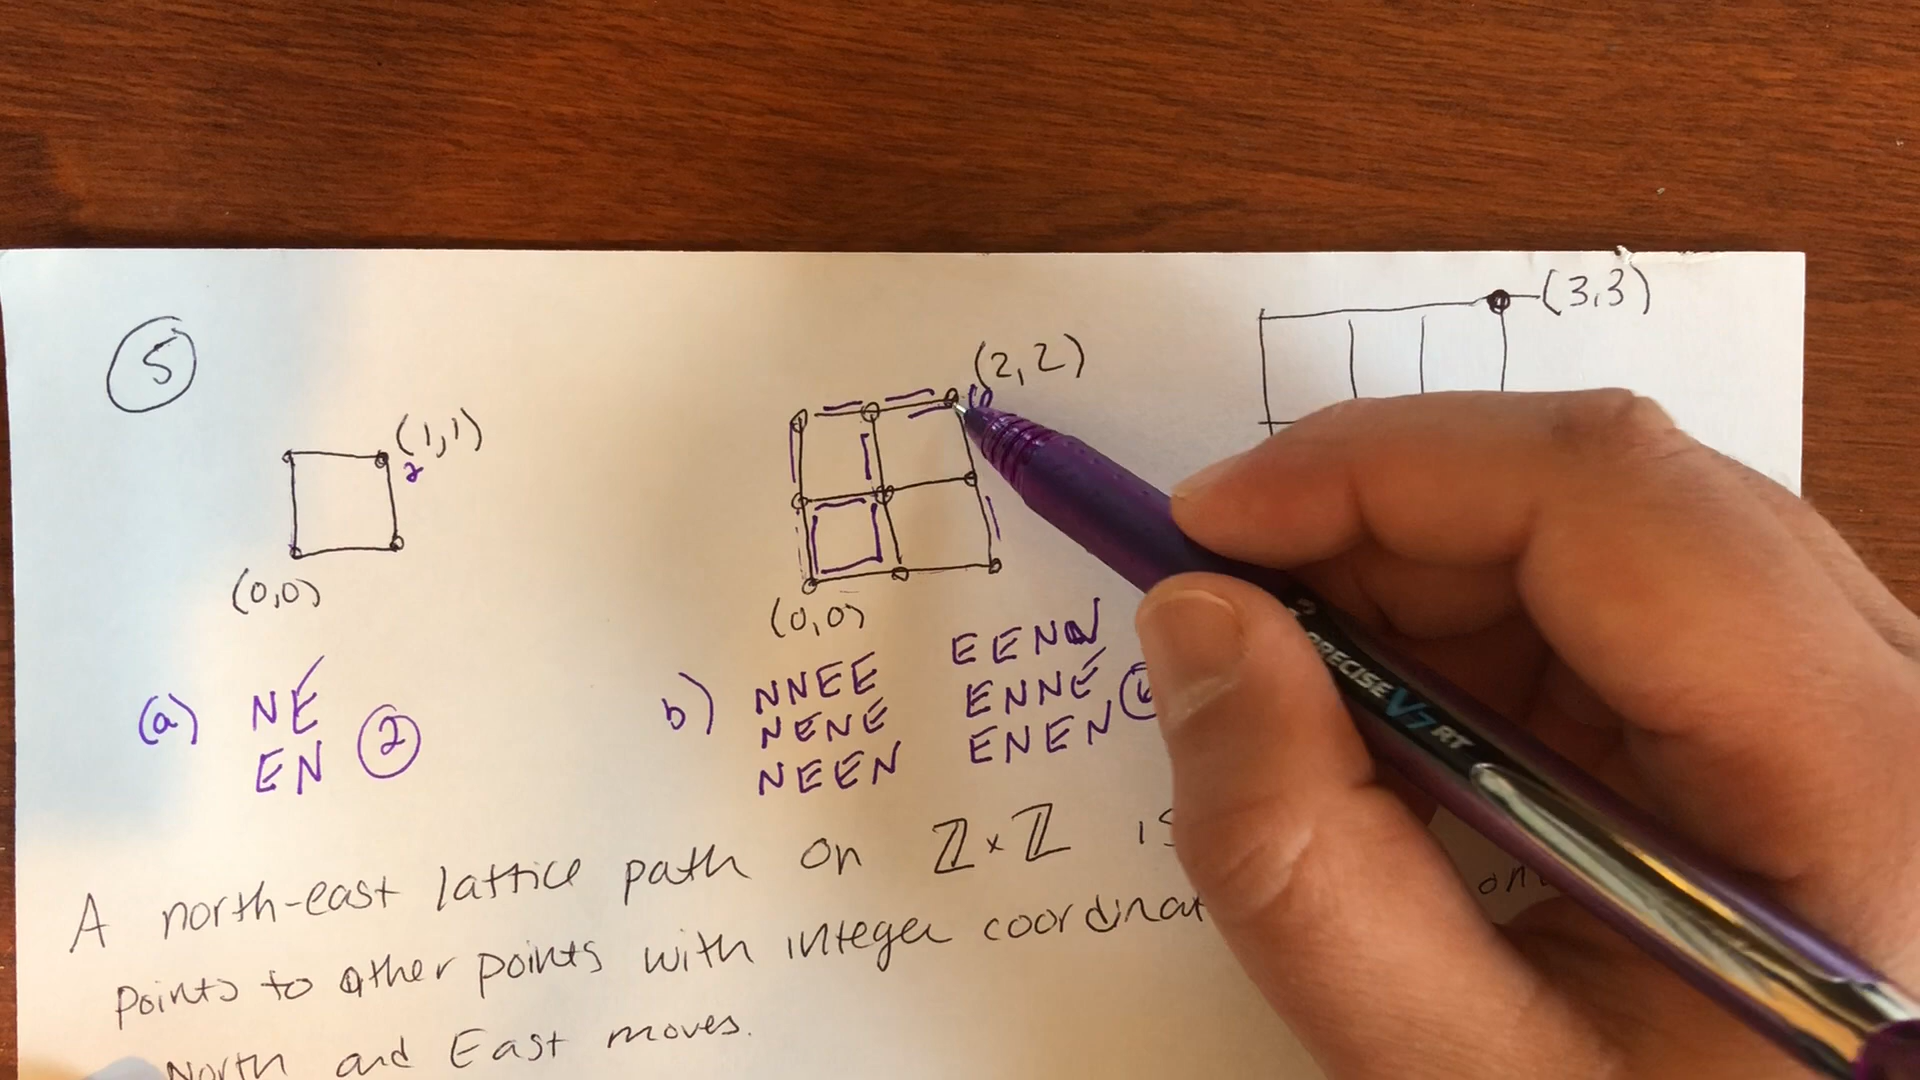 5
(3,3)
(2,2)
(1,1)
2
(0,0)
(0,0)
(a) NE
EN 2
b) NNEE EENN
NENE ENNE
NEEN ENEN
A north-east lattice path on ℤ×ℤ is
points to other points with integer coordinat
North and East moves.
PRECISE V7 RT